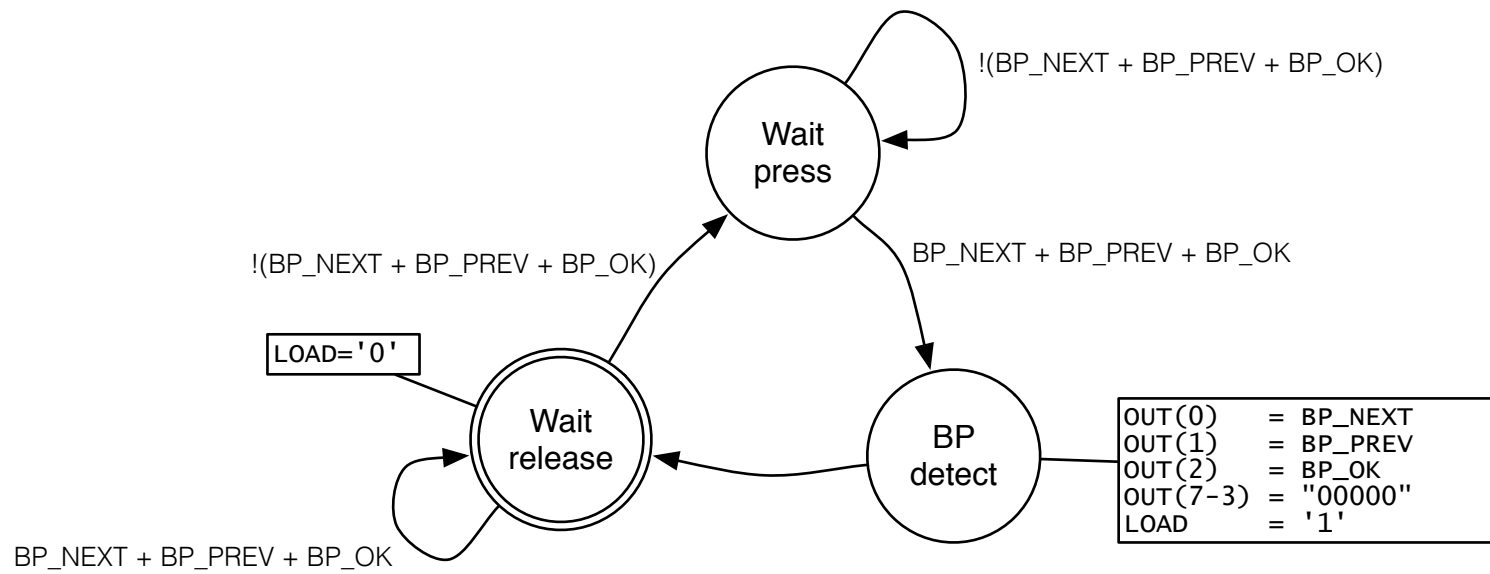 !(BP_NEXT + BP_PREV + BP_OK)
Wait
press
!(BP_NEXT + BP_PREV + BP_OK)
BP_NEXT + BP_PREV + BP_OK
LOAD='0'
Wait
release
BP
detect
OUT(0)   = BP_NEXT
OUT(1)   = BP_PREV
OUT(2)   = BP_OK
OUT(7-3) = "00000"
LOAD     = '1'
BP_NEXT + BP_PREV + BP_OK